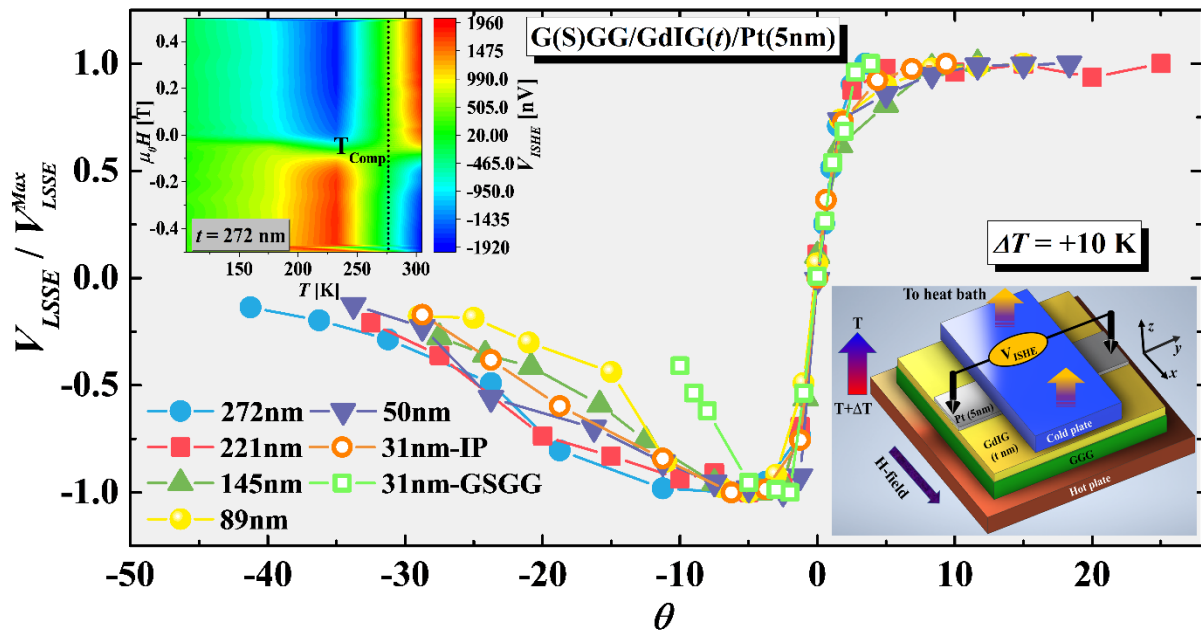 G(S)GG/GdIG(t)/Pt(5nm)
V_LSSE / V_LSSE^Max
1.0
0.5
0.0
-0.5
-1.0
-50 -40 -30 -20 -10 0 10 20
θ
μ₀H [T]
0.4
0.2
0.0
-0.2
-0.4
T_Comp
t = 272 nm
150 200 250 300
T [K]
1960
1475
990.0
505.0
20.00
-465.0
-950.0
-1435
-1920
V_ISHE [nV]
272nm
221nm
145nm
89nm
50nm
31nm-IP
31nm-GSGG
ΔT = +10 K
To heat bath
T
T+ΔT
V_ISHE
z
y
x
Pt (5nm)
GdIG
(t nm)
Cold plate
GGG
Hot plate
H-field